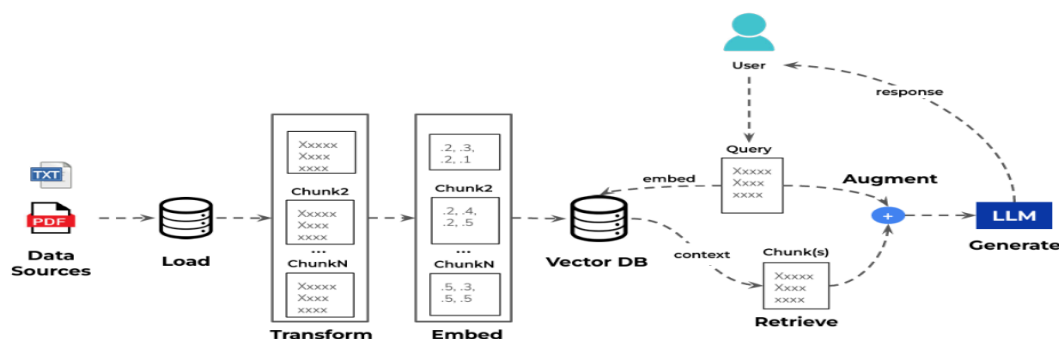 TXT
PDF
Data
Sources
Load
Xxxxx
Xxxx
xxxx
Chunk2
Xxxxx
Xxxx
xxxx
...
ChunkN
Xxxxx
Xxxx
xxxx
Transform
.2, .3,
.2, .1
Chunk2
.2, .4,
.2, .5
...
ChunkN
.5, .3,
.5, .5
Embed
Vector DB
User
Query
Xxxxx
Xxxx
xxxx
embed
context
Chunk(s)
Xxxxx
Xxxx
xxxx
Retrieve
Augment
+
response
LLM
Generate